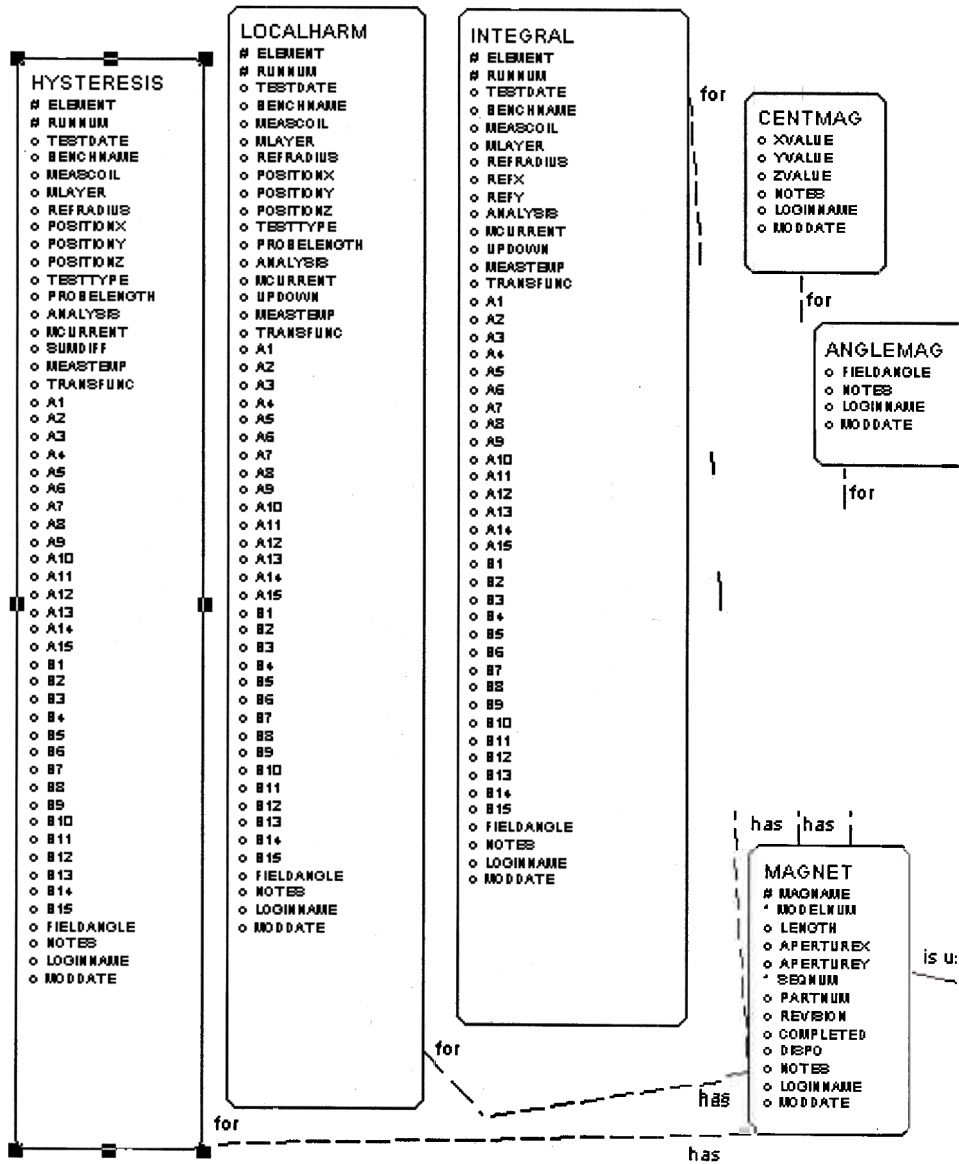 HYSTERESIS
# ELEMENT
# RUNNUM
o TESTDATE
o BENCHNAME
o MEASCOIL
o MLAYER
o REFRADIUS
o POSITIONX
o POSITIONY
o POSITIONZ
o TESTTYPE
o PROBELENGTH
o ANALYSIS
o MCURRENT
o SUMDIFF
o MEASTEMP
o TRANSFUNC
o A1
o A2
o A3
o A4
o A5
o A6
o A7
o A8
o A9
o A10
o A11
o A12
o A13
o A14
o A15
o B1
o B2
o B3
o B4
o B5
o B6
o B7
o B8
o B9
o B10
o B11
o B12
o B13
o B14
o B15
o FIELDANGLE
o NOTES
o LOGINNAME
o MODDATE
for
LOCALHARM
# ELEMENT
# RUNNUM
o TESTDATE
o BENCHNAME
o MEASCOIL
o MLAYER
o REFRADIUS
o POSITIONX
o POSITIONY
o POSITIONZ
o TESTTYPE
o PROBELENGTH
o ANALYSIS
o MCURRENT
o UPDOWN
o MEASTEMP
o TRANSFUNC
o A1
o A2
o A3
o A4
o A5
o A6
o A7
o A8
o A9
o A10
o A11
o A12
o A13
o A14
o A15
o B1
o B2
o B3
o B4
o B5
o B6
o B7
o B8
o B9
o B10
o B11
o B12
o B13
o B14
o B15
o FIELDANGLE
o NOTES
o LOGINNAME
o MODDATE
for
INTEGRAL
# ELEMENT
# RUNNUM
o TESTDATE
o BENCHNAME
o MEASCOIL
o MLAYER
o REFRADIUS
o REFX
o REFY
o ANALYSIS
o MCURRENT
o UPDOWN
o MEASTEMP
o TRANSFUNC
o A1
o A2
o A3
o A4
o A5
o A6
o A7
o A8
o A9
o A10
o A11
o A12
o A13
o A14
o A15
o B1
o B2
o B3
o B4
o B5
o B6
o B7
o B8
o B9
o B10
o B11
o B12
o B13
o B14
o B15
o FIELDANGLE
o NOTES
o LOGINNAME
o MODDATE
for
CENTMAG
o XVALUE
o YVALUE
o ZVALUE
o NOTES
o LOGINNAME
o MODDATE
for
ANGLEMAG
o FIELDANGLE
o NOTES
o LOGINNAME
o MODDATE
for
has has
MAGNET
# MAGNAME
* MODELNUM
o LENGTH
o APERTUREX
o APERTUREY
* SEQNUM
o PARTNUM
o REVISION
o COMPLETED
o DISPO
o NOTES
o LOGINNAME
o MODDATE
is u
has
has